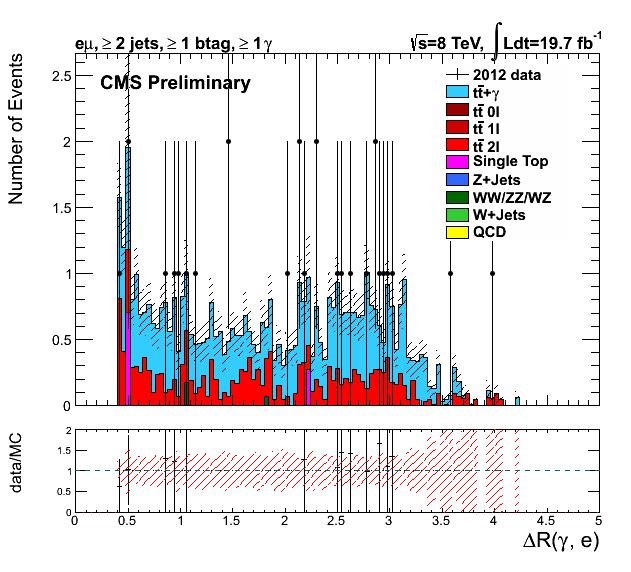 eμ, ≥ 2 jets, ≥ 1 btag, ≥ 1 γ
√s=8 TeV, ∫ Ldt=19.7 fb⁻¹
CMS Preliminary
2012 data
tt̅+γ
tt̅ 0l
tt̅ 1l
tt̅ 2l
Single Top
Z+Jets
WW/ZZ/WZ
W+Jets
QCD
Number of Events
2.5
2
1.5
1
0.5
0
data/MC
2
1.5
1
0.5
0
0 0.5 1 1.5 2 2.5 3 3.5 4 4.5 5
ΔR(γ, e)